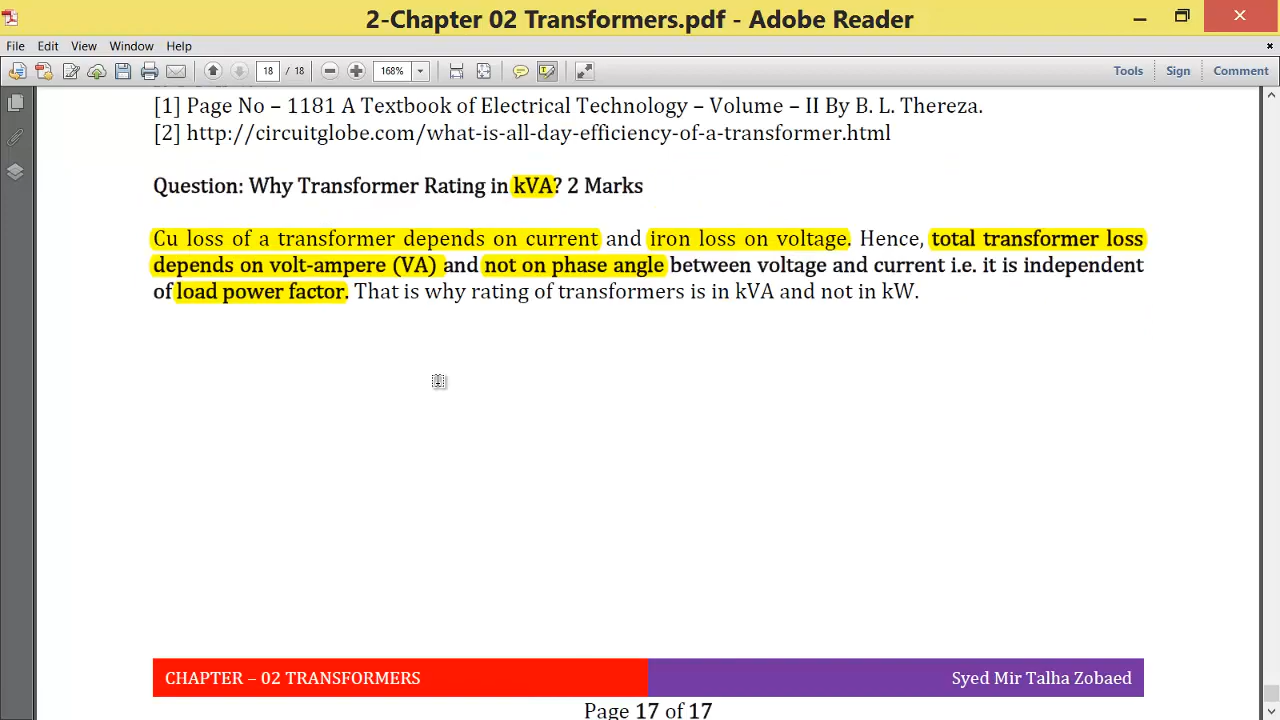 2-Chapter 02 Transformers.pdf - Adobe Reader
File Edit View Window Help
18 / 18 168% Tools Sign Comment
[1] Page No – 1181 A Textbook of Electrical Technology – Volume – II By B. L. Thereza.
[2] http://circuitglobe.com/what-is-all-day-efficiency-of-a-transformer.html
Question: Why Transformer Rating in kVA? 2 Marks
Cu loss of a transformer depends on current and iron loss on voltage. Hence, total transformer loss
depends on volt-ampere (VA) and not on phase angle between voltage and current i.e. it is independent
of load power factor. That is why rating of transformers is in kVA and not in kW.
CHAPTER – 02 TRANSFORMERS Syed Mir Talha Zobaed
Page 17 of 17